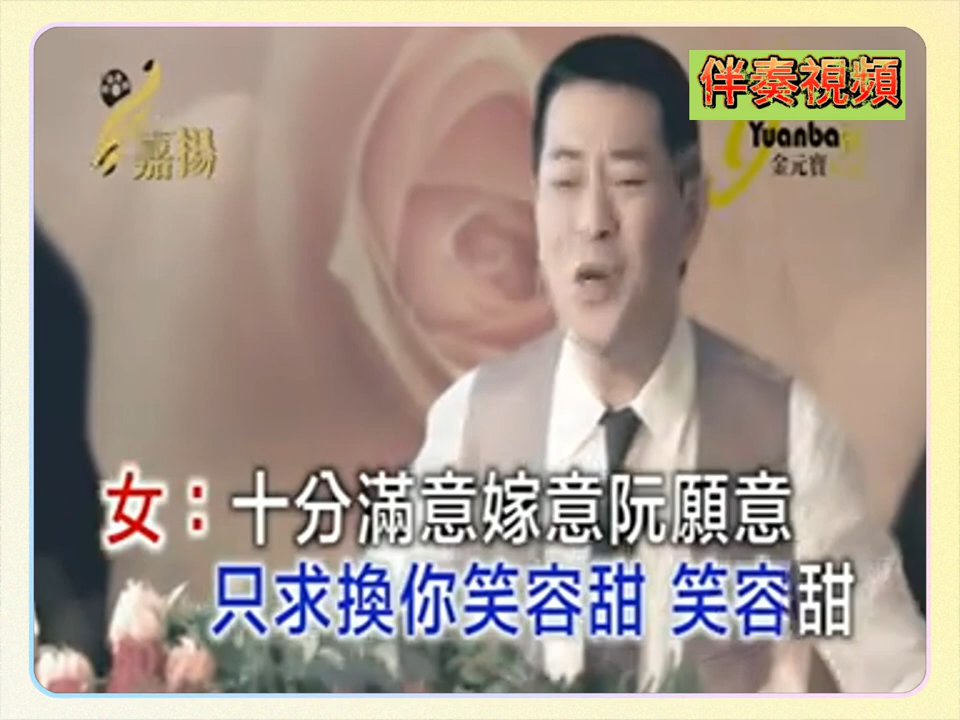 伴奏視頻
嘉揚
Yuanba
金元寶
女：十分滿意嫁意阮願意
只求換你笑容甜 笑容甜